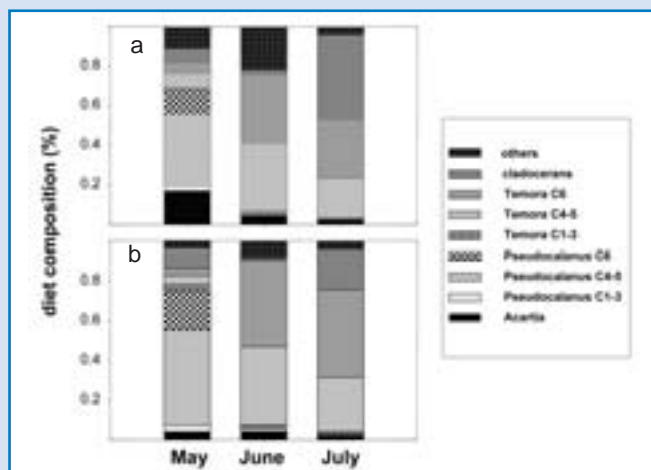 a
0.8
0.6
0.4
0.2
b
0.8
0.6
0.4
0.2
diet composition (%)
May June July
others
cladocerans
Temora C6
Temora C4-5
Temora C1-3
Pseudocalanus C6
Pseudocalanus C4-5
Pseudocalanus C1-3
Acartia